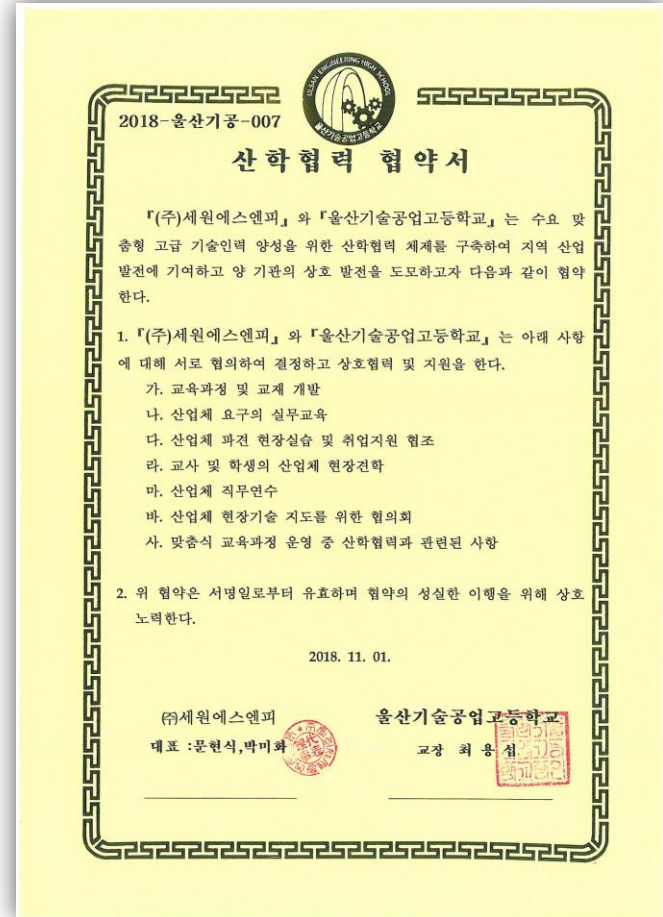 ULSAN ENGINEERING HIGH SCHOOL
울산기술공업고등학교
2018-울산기공-007
산학협력 협약서
『(주)세원에스엔피』와『울산기술공업고등학교』는 수요 맞
춤형 고급 기술인력 양성을 위한 산학협력 체제를 구축하여 지역 산업
발전에 기여하고 양 기관의 상호 발전을 도모하고자 다음과 같이 협약
한다.
1.『(주)세원에스엔피』와『울산기술공업고등학교』는 아래 사항
에 대해 서로 협의하여 결정하고 상호협력 및 지원을 한다.
가. 교육과정 및 교재 개발
나. 산업체 요구의 실무교육
다. 산업체 파견 현장실습 및 취업지원 협조
라. 교사 및 학생의 산업체 현장견학
마. 산업체 직무연수
바. 산업체 현장기술 지도를 위한 협의회
사. 맞춤식 교육과정 운영 중 산학협력과 관련된 사항
2. 위 협약은 서명일로부터 유효하며 협약의 성실한 이행을 위해 상호
노력한다.
2018. 11. 01.
㈜세원에스엔피
대표 :문현식,박미화
울산기술공업고등학교
교장 최 용 섭